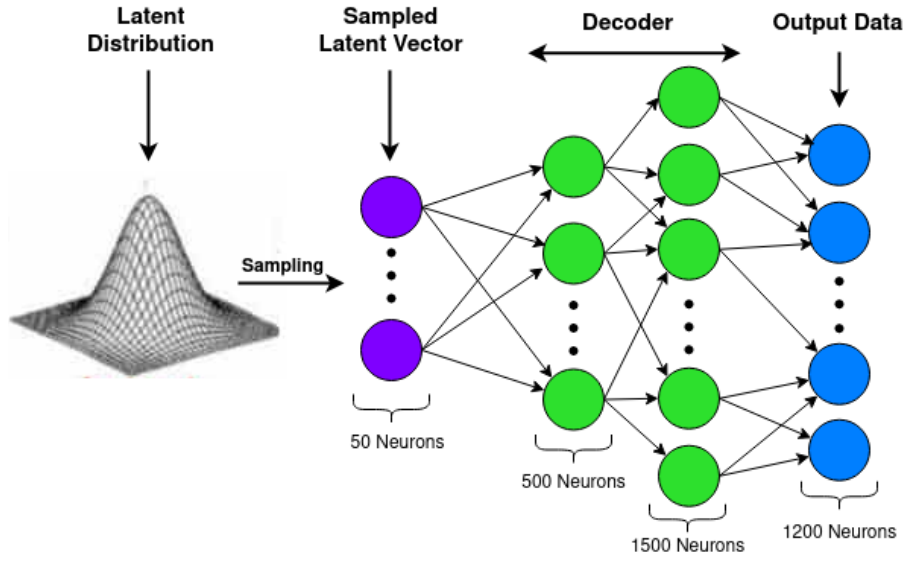 Latent
Distribution
Sampled
Latent Vector
Decoder
Output Data
Sampling
50 Neurons
500 Neurons
1500 Neurons
1200 Neurons